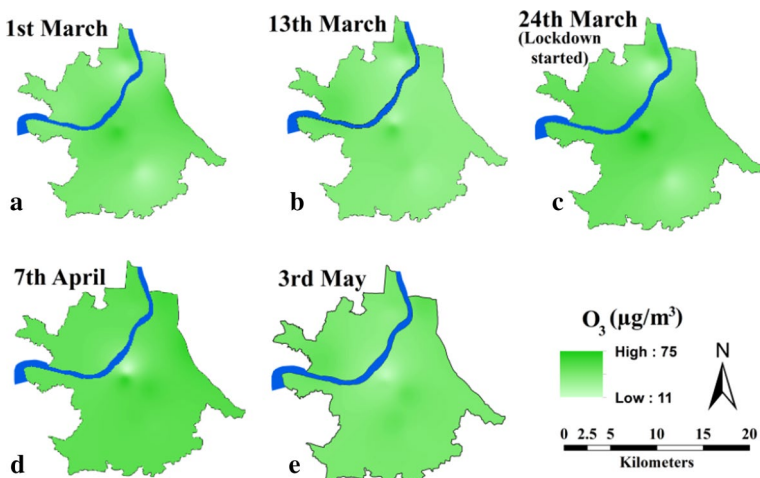 1st March
a
13th March
b
24th March
(Lockdown
started)
c
7th April
d
3rd May
e
O₃ (µg/m³)
High : 75
Low : 11
N
0 2.5 5 10 15 20
Kilometers